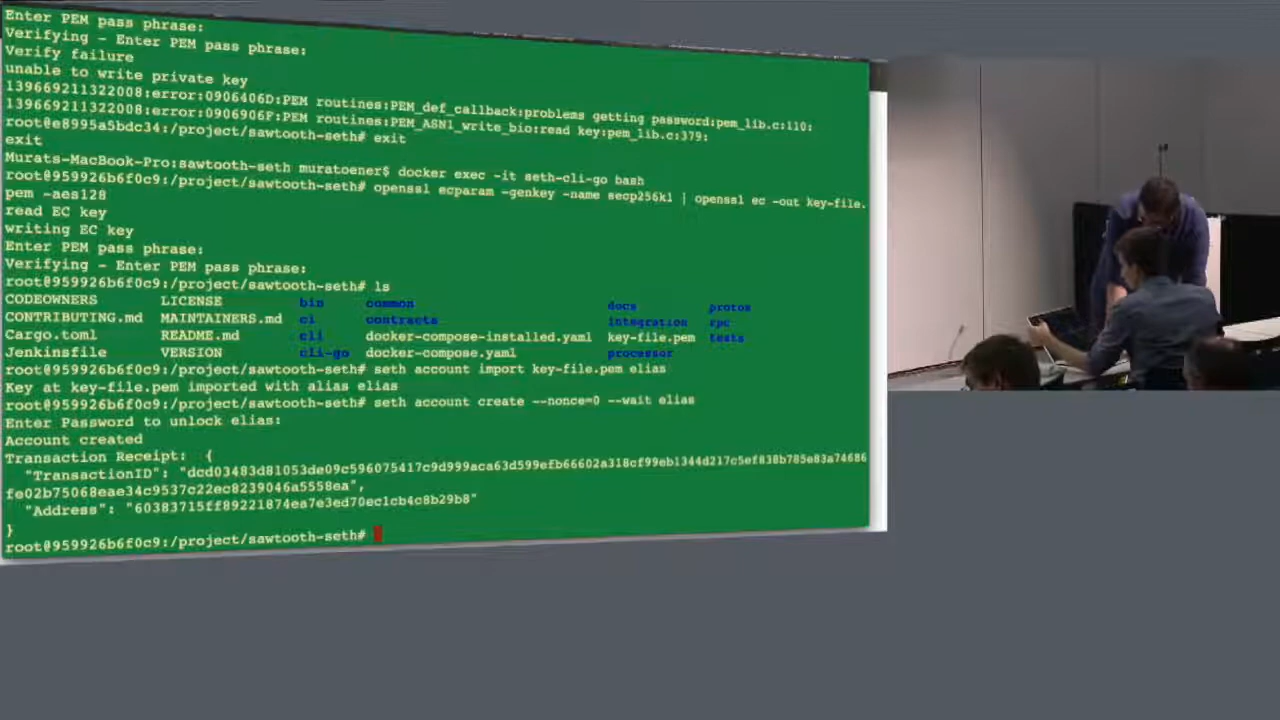 Enter PEM pass phrase:
Verifying - Enter PEM pass phrase:
Verify failure
unable to write private key
139669211322008:error:0906406D:PEM routines:PEM_def_callback:problems getting password:pem_lib.c:110:
139669211322008:error:0906906F:PEM routines:PEM_ASN1_write_bio:read key:pem_lib.c:379:
root@e8995a5bdc34:/project/sawtooth-seth# exit
exit
Murats-MacBook-Pro:sawtooth-seth muratoener$ docker exec -it seth-cli-go bash
root@959926b6f0c9:/project/sawtooth-seth# openssl ecparam -genkey -name secp256k1 | openssl ec -out key-file.
pem -aes128
read EC key
writing EC key
Enter PEM pass phrase:
Verifying - Enter PEM pass phrase:
root@959926b6f0c9:/project/sawtooth-seth# ls
CODEOWNERS LICENSE bin common docs protos
CONTRIBUTING.md MAINTAINERS.md ci contracts integration rpc
Cargo.toml README.md cli docker-compose-installed.yaml key-file.pem tests
Jenkinsfile VERSION cli-go docker-compose.yaml processor
root@959926b6f0c9:/project/sawtooth-seth# seth account import key-file.pem elias
Key at key-file.pem imported with alias elias
root@959926b6f0c9:/project/sawtooth-seth# seth account create --nonce=0 --wait elias
Enter Password to unlock elias:
Account created
Transaction Receipt: {
"TransactionID": "dcd03483d81053de09c596075417c9d999aca63d599efb66602a318cf99eb1344d217c5ef838b785e83a74686
fe02b75068eae34c9537c22ec8239046a5558ea",
"Address": "60383715ff89221874ea7e3ed70ec1cb4c8b29b8"
}
root@959926b6f0c9:/project/sawtooth-seth#